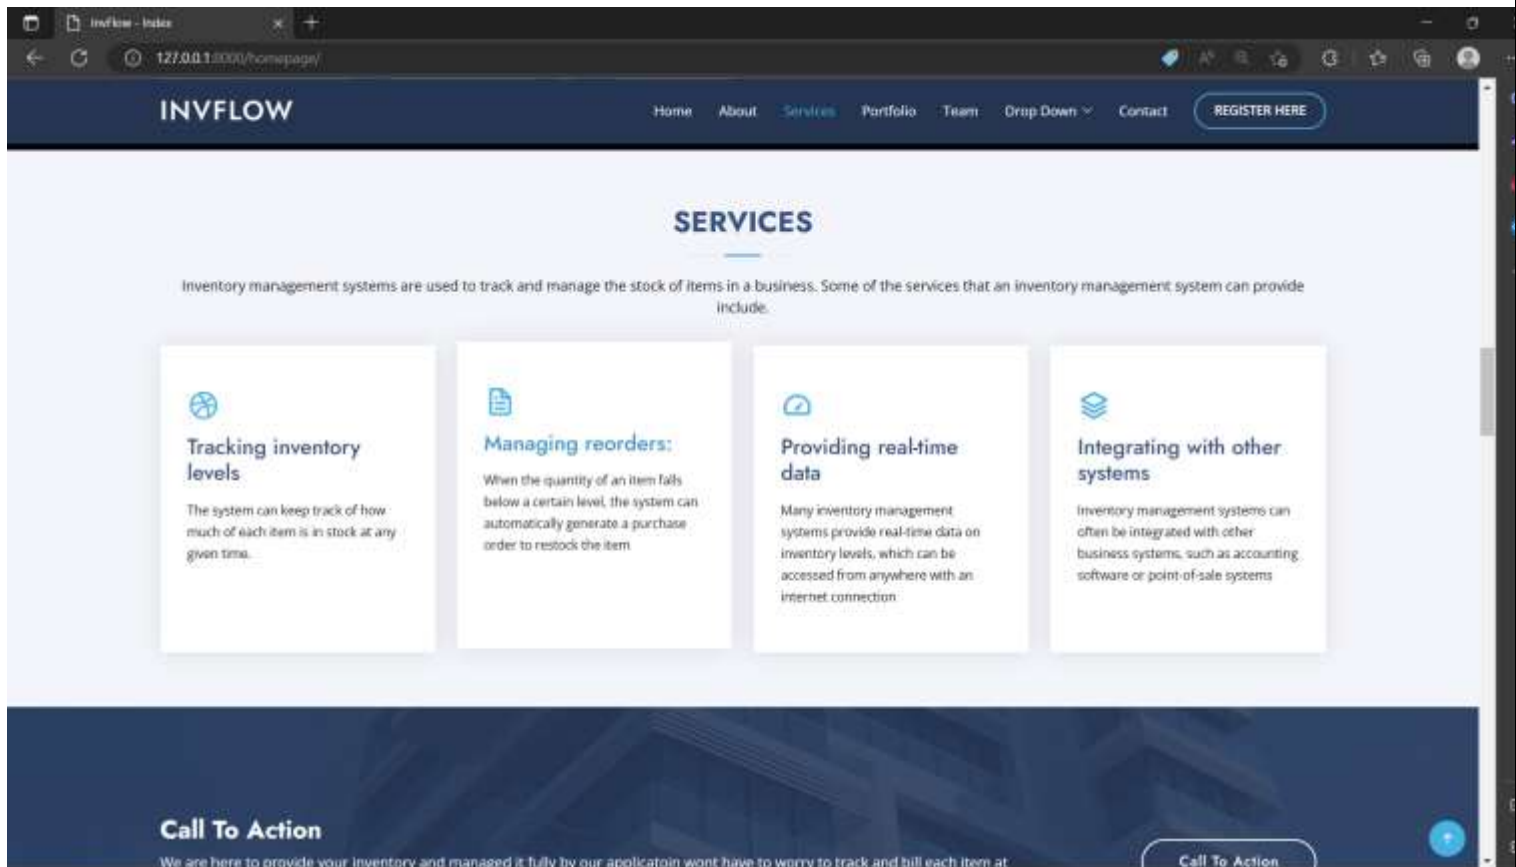 Invflow - Index
127.0.0.1:8000/homepage/
INVFLOW
Home About Services Portfolio Team Drop Down Contact REGISTER HERE
SERVICES
Inventory management systems are used to track and manage the stock of items in a business. Some of the services that an inventory management system can provide
include.
Tracking inventory
levels
The system can keep track of how
much of each item is in stock at any
given time.
Managing reorders:
When the quantity of an item falls
below a certain level, the system can
automatically generate a purchase
order to restock the item
Providing real-time
data
Many inventory management
systems provide real-time data on
inventory levels, which can be
accessed from anywhere with an
internet connection
Integrating with other
systems
Inventory management systems can
often be integrated with other
business systems, such as accounting
software or point-of-sale systems
Call To Action
We are here to provide your inventory and managed it fully by our applicatoin wont have to worry to track and bill each item at
Call To Action